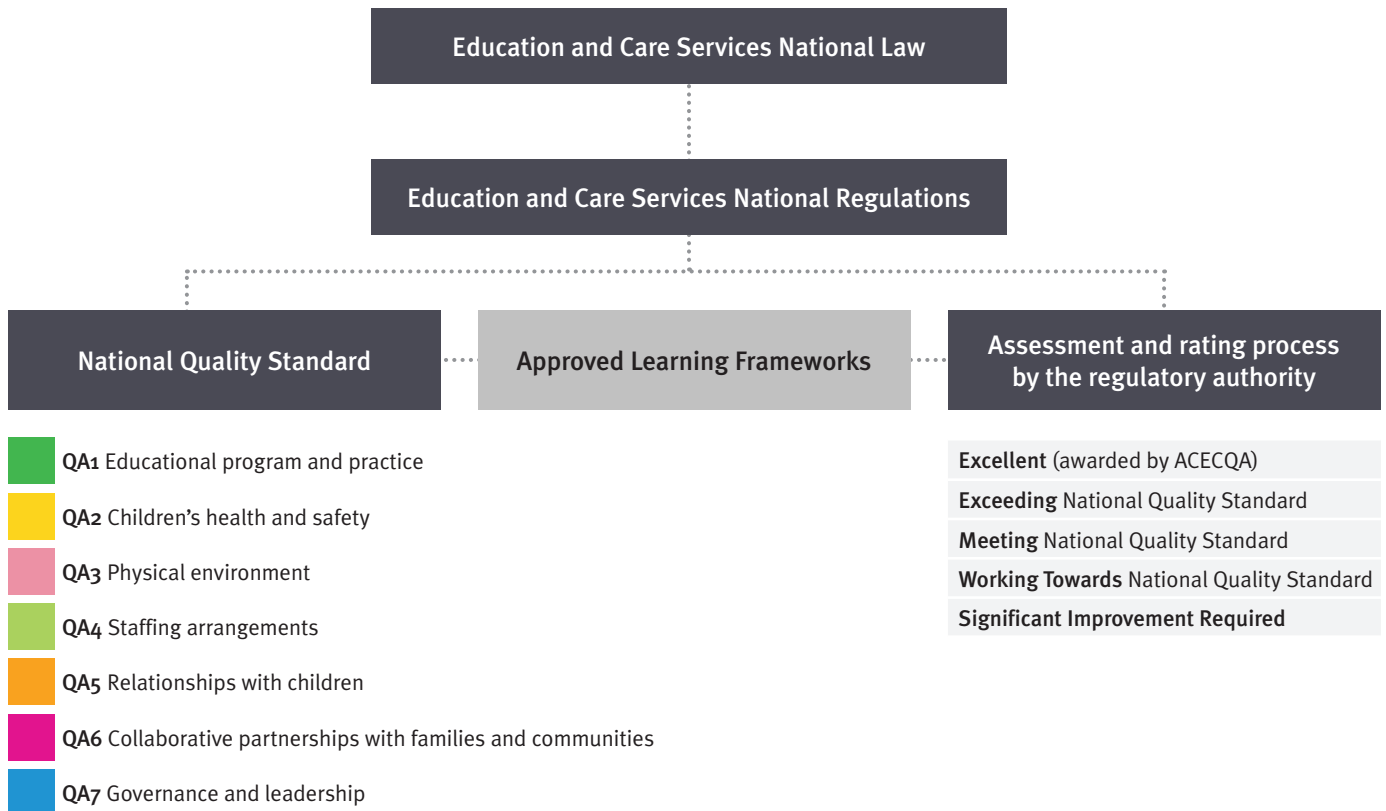 Education and Care Services National Law
Education and Care Services National Regulations
National Quality Standard
Approved Learning Frameworks
Assessment and rating process
by the regulatory authority
QA1 Educational program and practice
QA2 Children’s health and safety
QA3 Physical environment
QA4 Staffing arrangements
QA5 Relationships with children
QA6 Collaborative partnerships with families and communities
QA7 Governance and leadership
Excellent (awarded by ACECQA)
Exceeding National Quality Standard
Meeting National Quality Standard
Working Towards National Quality Standard
Significant Improvement Required